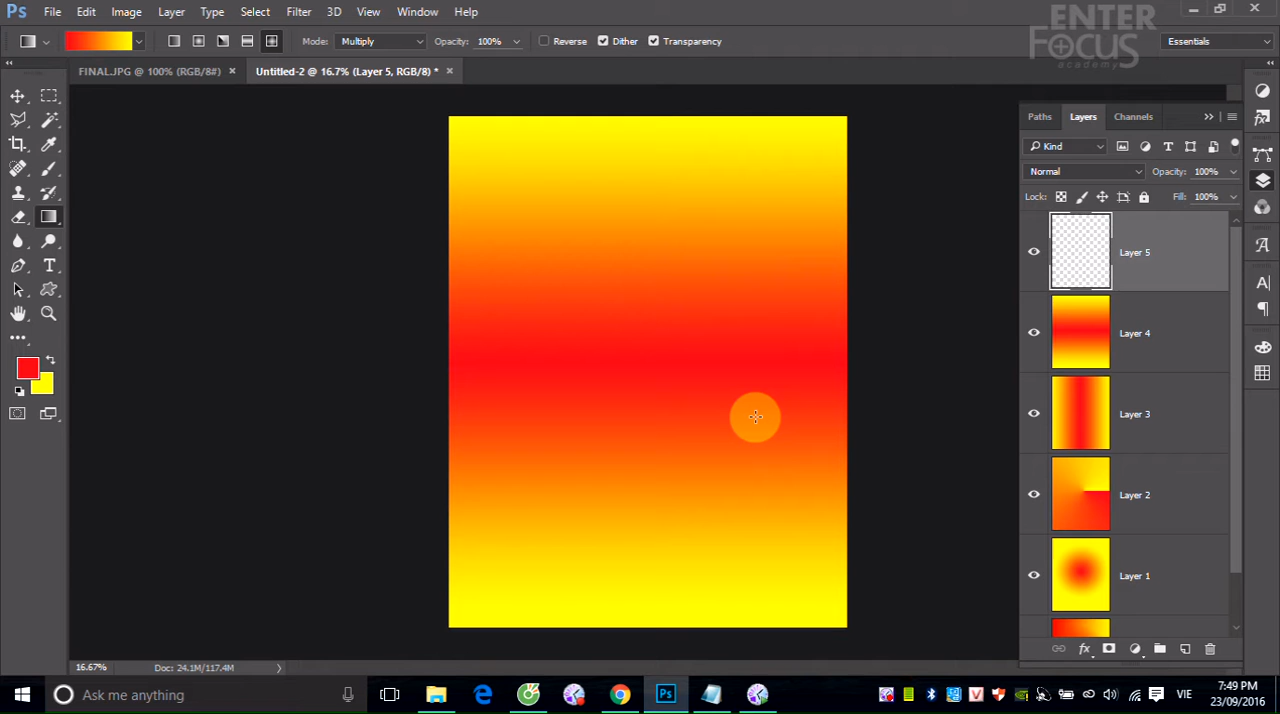 Ps File Edit Image Layer Type Select Filter 3D View Window Help
ENTER
Focus
academy
Mode: Multiply Opacity: 100% Reverse Dither Transparency Essentials
FINAL.JPG @ 100% (RGB/8#) × Untitled-2 @ 16.7% (Layer 5, RGB/8) * ×
Paths Layers Channels
Kind
Normal Opacity: 100%
Lock: Fill: 100%
Layer 5
Layer 4
Layer 3
Layer 2
Layer 1
16.67% Doc: 24.1M/117.4M
Ask me anything
VIE
7:49 PM
23/09/2016